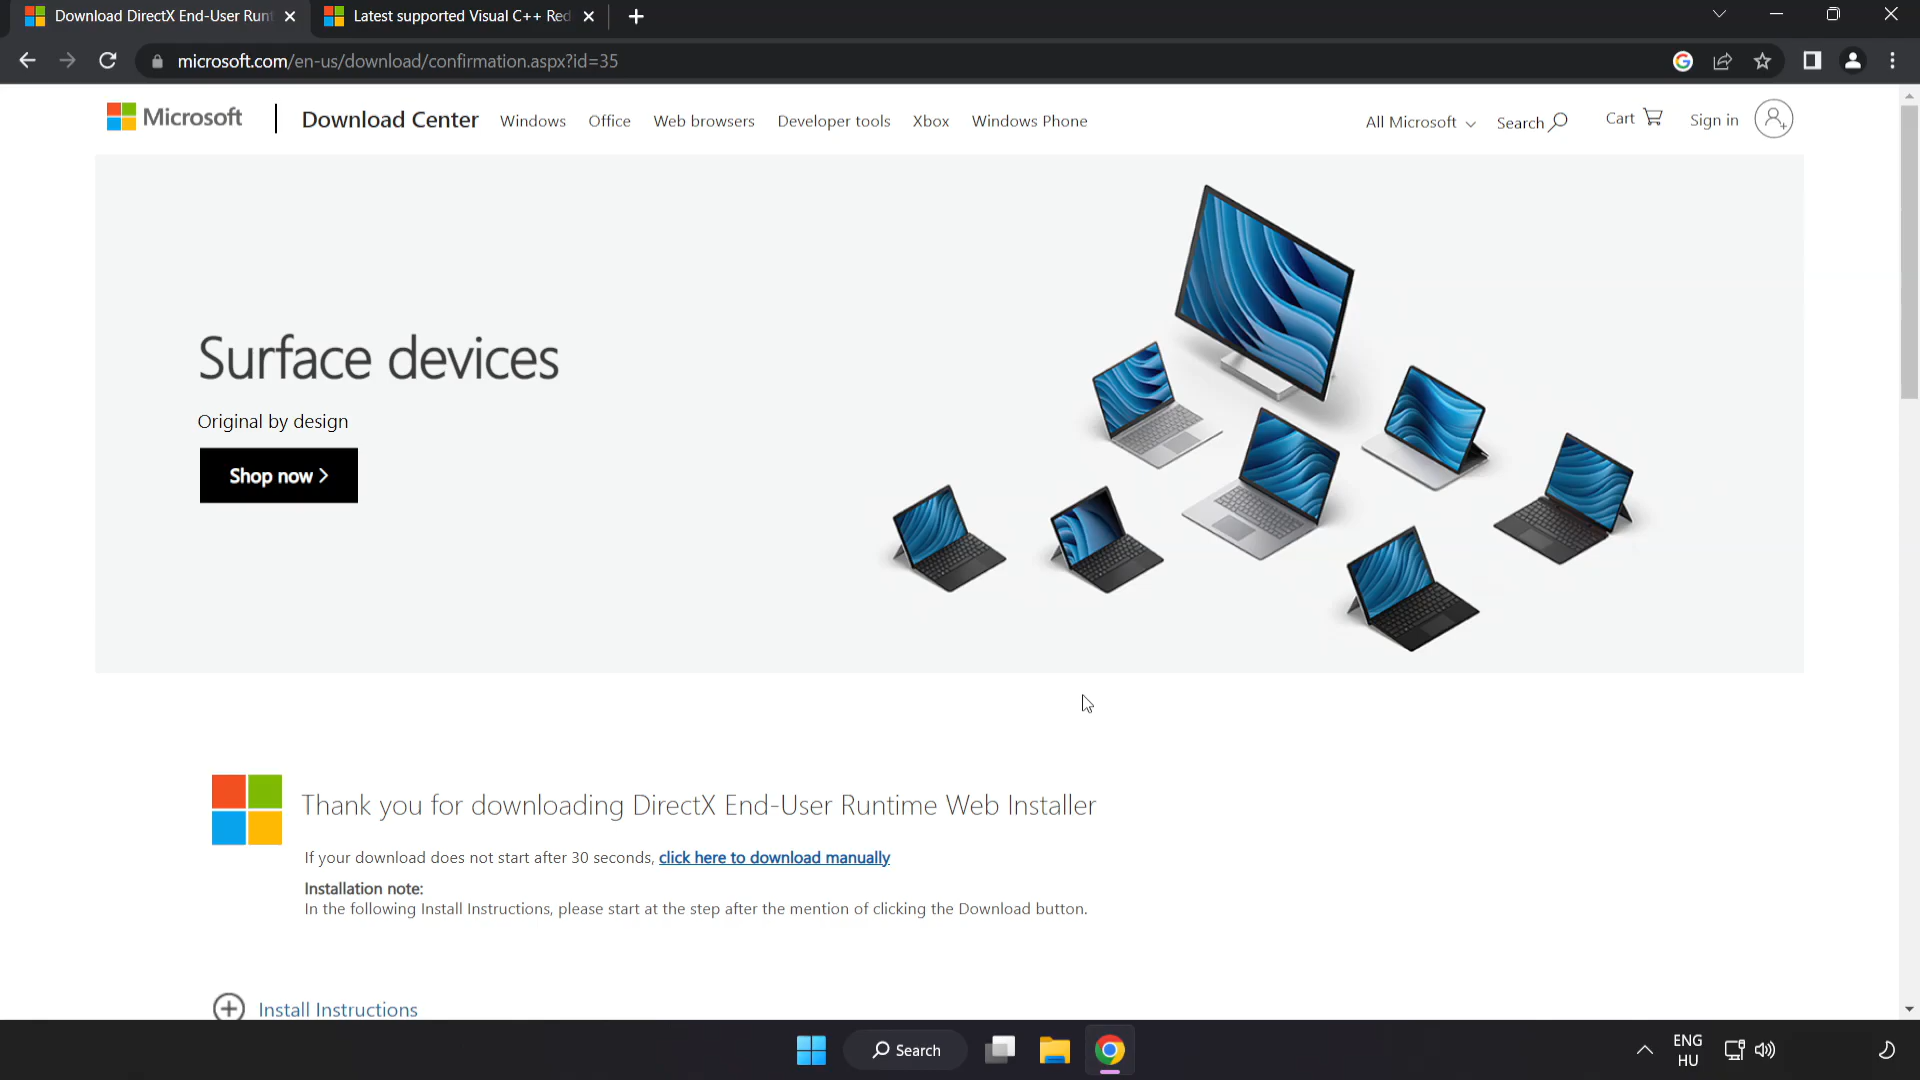 Download DirectX End-User Runt
Latest supported Visual C++ Red
microsoft.com/en-us/download/confirmation.aspx?id=35
Microsoft
Download Center
Windows
Office
Web browsers
Developer tools
Xbox
Windows Phone
All Microsoft
Search
Cart
Sign in
Surface devices
Original by design
Shop now >
Thank you for downloading DirectX End-User Runtime Web Installer
If your download does not start after 30 seconds, click here to download manually
Installation note:
In the following Install Instructions, please start at the step after the mention of clicking the Download button.
Install Instructions
Search
ENG
HU